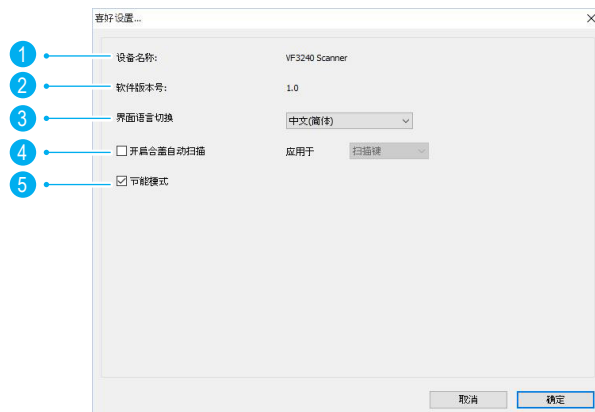 喜好设置...
1 设备名称: VF3240 Scanner
2 软件版本号: 1.0
3 界面语言切换 中文(简体)
4 开启合盖自动扫描 应用于 扫描键
5 节能模式
取消 确定